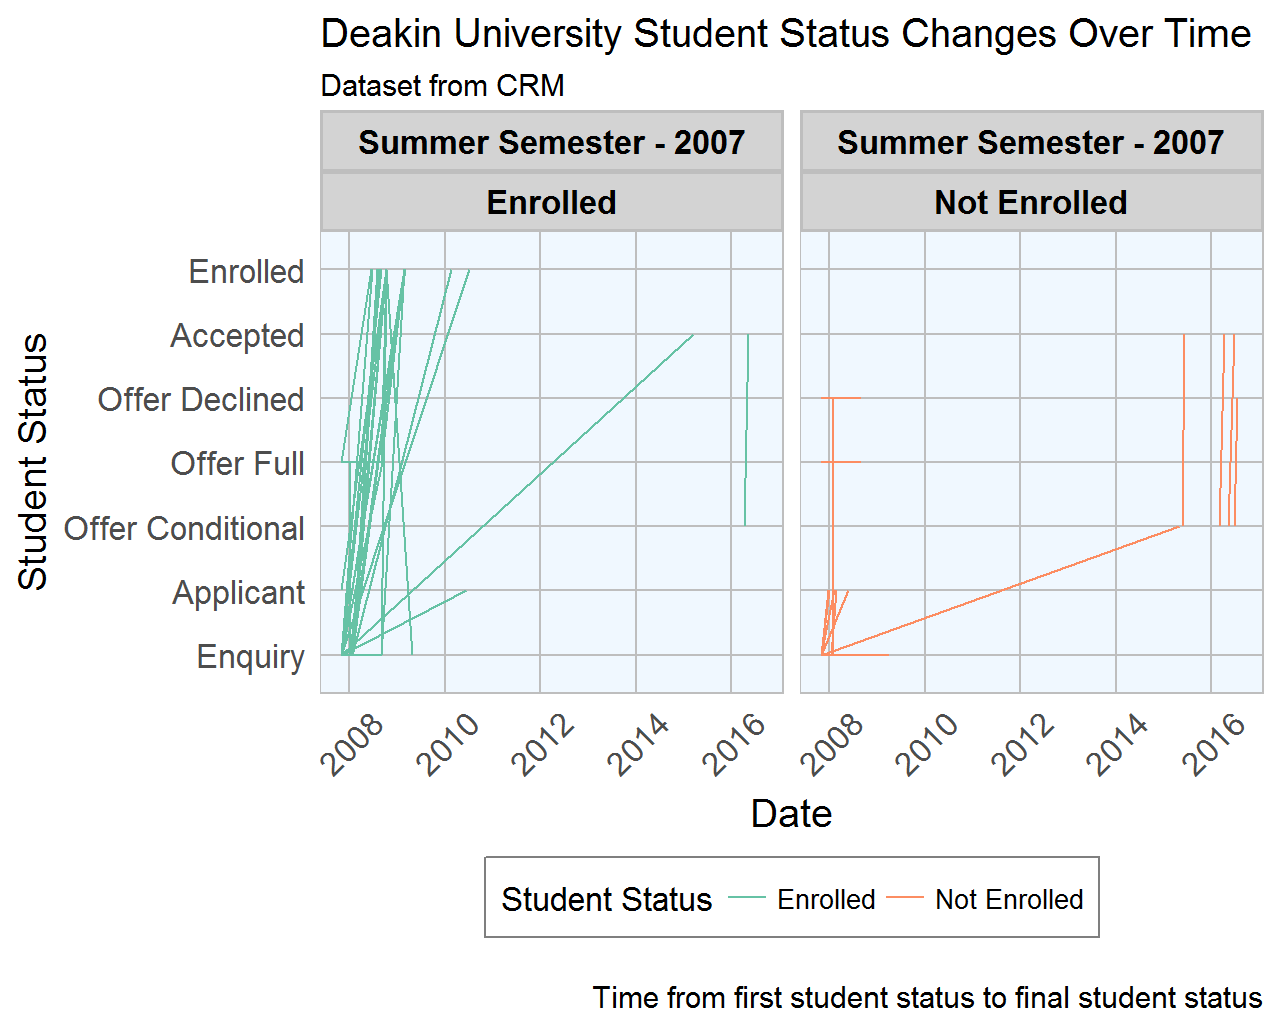 Deakin University Student Status Changes Over Time
Dataset from CRM
Summer Semester - 2007
Summer Semester - 2007
Enrolled
Not Enrolled
Student Status
Enrolled
Accepted
Offer Declined
Offer Full
Offer Conditional
Applicant
Enquiry
2008
2010
2012
2014
2016
2008
2010
2012
2014
2016
Date
Student Status Enrolled Not Enrolled
Time from first student status to final student status